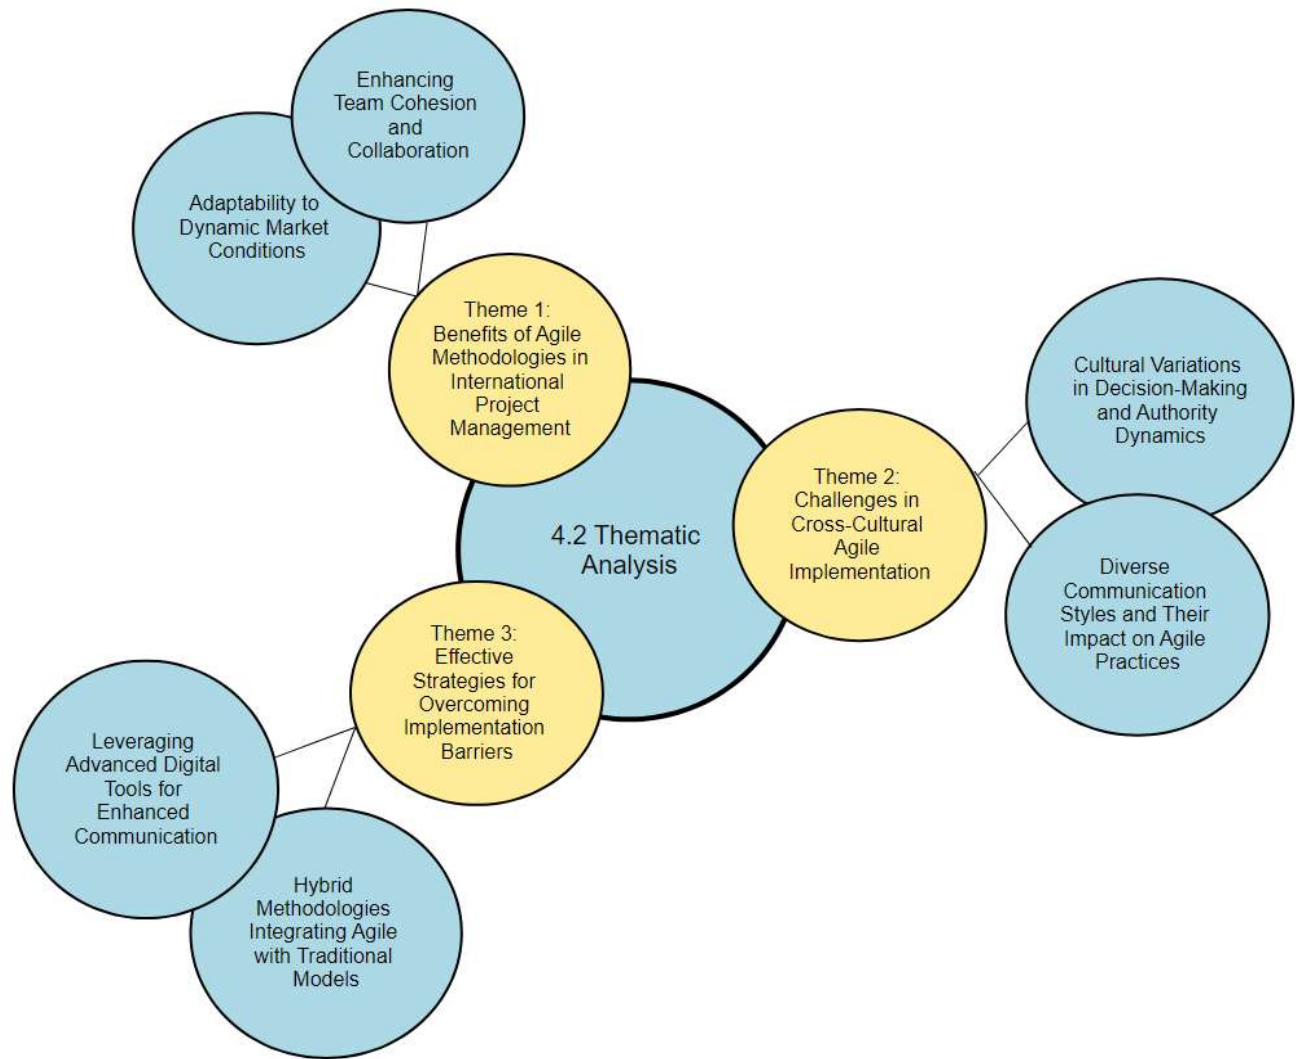 Enhancing
Team Cohesion
and
Collaboration
Adaptability to
Dynamic Market
Conditions
Theme 1:
Benefits of Agile
Methodologies in
International
Project
Management
Cultural Variations
in Decision-Making
and Authority
Dynamics
Theme 2:
Challenges in
Cross-Cultural
Agile
Implementation
4.2 Thematic
Analysis
Diverse
Communication
Styles and Their
Impact on Agile
Practices
Theme 3:
Effective
Strategies for
Overcoming
Implementation
Barriers
Leveraging
Advanced Digital
Tools for
Enhanced
Communication
Hybrid
Methodologies
Integrating Agile
with Traditional
Models